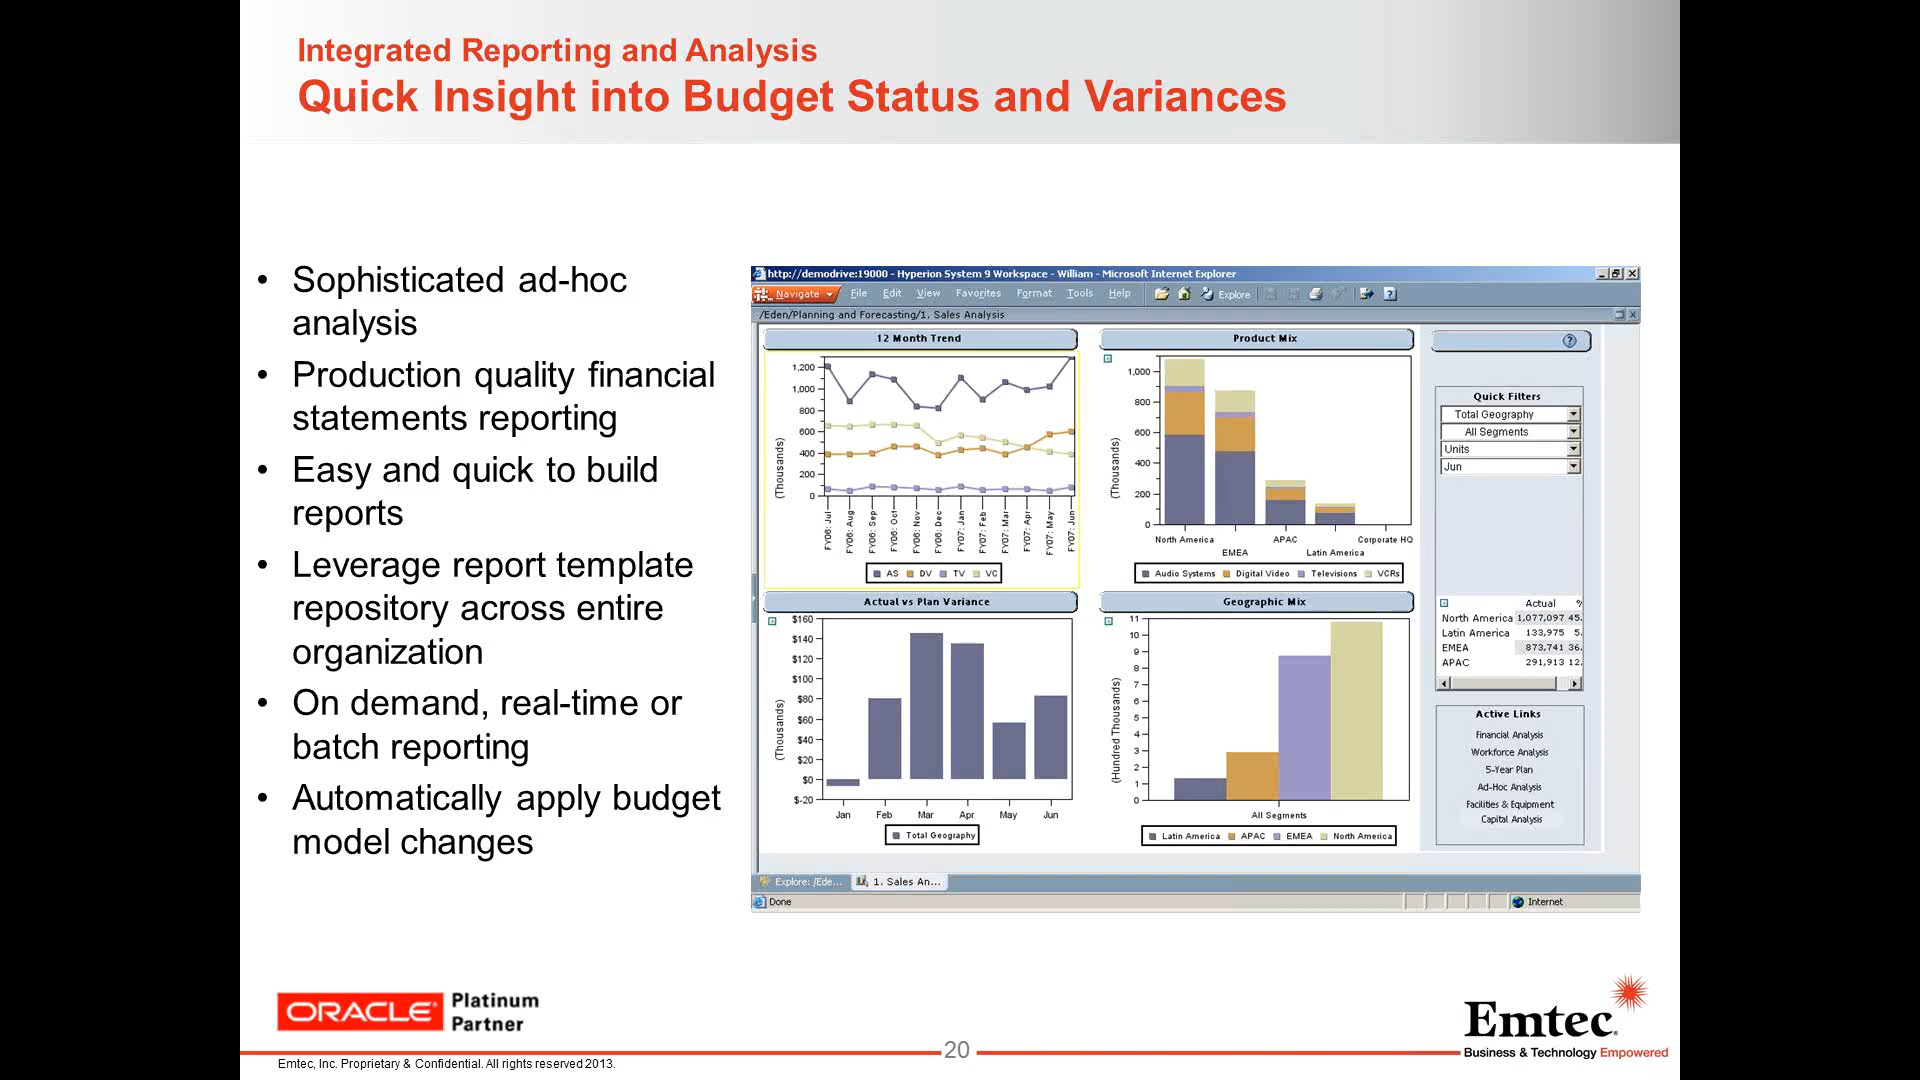 Integrated Reporting and Analysis
Quick Insight into Budget Status and Variances
• Sophisticated ad-hoc
analysis
• Production quality financial
statements reporting
• Easy and quick to build
reports
• Leverage report template
repository across entire
organization
• On demand, real-time or
batch reporting
• Automatically apply budget
model changes
http://demodrive:19000 - Hyperion System 9 Workspace - William - Microsoft Internet Explorer
Navigate File Edit View Favorites Format Tools Help Explore
/Eden/Planning and Forecasting/1. Sales Analysis
12 Month Trend
(Thousands)
1,200
1,000
800
600
400
200
0
FY06: Jul
FY06: Aug
FY06: Sep
FY06: Oct
FY06: Nov
FY06: Dec
FY07: Jan
FY07: Feb
FY07: Mar
FY07: Apr
FY07: May
FY07: Jun
AS DV TV VC
Product Mix
(Thousands)
1,000
800
600
400
200
0
North America EMEA APAC Latin America Corporate HQ
Audio Systems Digital Video Televisions VCRs
Quick Filters
Total Geography
All Segments
Units
Jun
Actual %
North America 1,077,097 45.
Latin America 133,975 5.
EMEA 873,741 36.
APAC 291,913 12.
Active Links
Financial Analysis
Workforce Analysis
5-Year Plan
Ad-Hoc Analysis
Facilities & Equipment
Capital Analysis
Actual vs Plan Variance
(Thousands)
$160
$140
$120
$100
$80
$60
$40
$20
$0
$-20
Jan Feb Mar Apr May Jun
Total Geography
Geographic Mix
(Hundred Thousands)
11
10
9
8
7
6
5
4
3
2
1
0
All Segments
Latin America APAC EMEA North America
Explore: /Ede... 1. Sales An...
Done Internet
ORACLE Platinum
Partner
Emtec
Business & Technology Empowered
20
Emtec, Inc. Proprietary & Confidential. All rights reserved 2013.